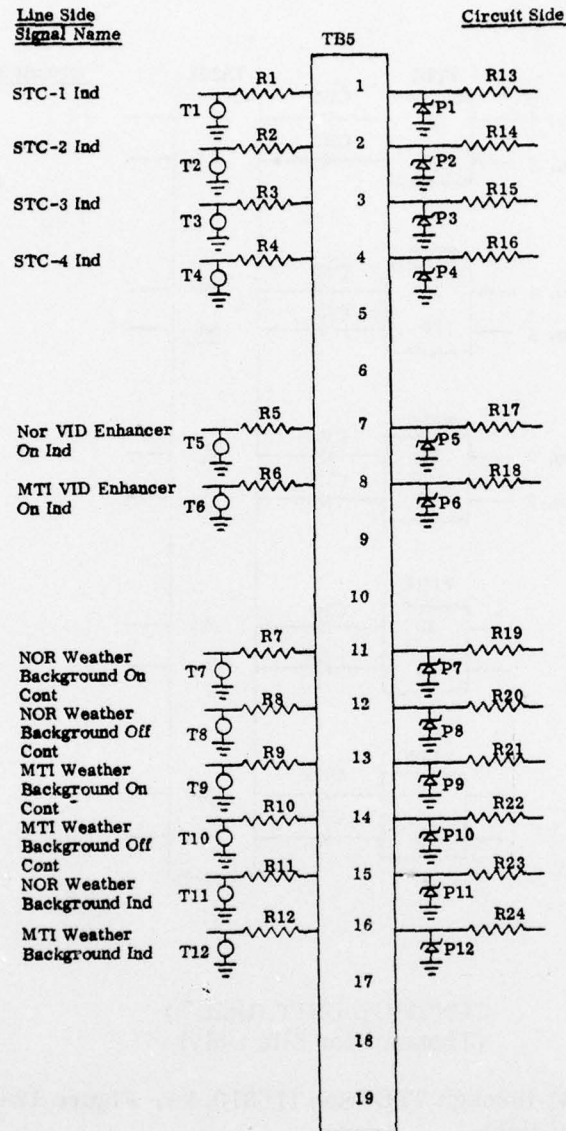 Line Side
Signal Name
Circuit Side
TB5
STC-1 Ind
T1
R1
1
P1
R13
STC-2 Ind
T2
R2
2
P2
R14
STC-3 Ind
T3
R3
3
P3
R15
STC-4 Ind
T4
R4
4
P4
R16
5
6
Nor VID Enhancer
On Ind
T5
R5
7
P5
R17
MTI VID Enhancer
On Ind
T6
R6
8
P6
R18
9
10
NOR Weather
Background On
Cont
T7
R7
11
P7
R19
NOR Weather
Background Off
Cont
T8
R8
12
P8
R20
MTI Weather
Background On
Cont
T9
R9
13
P9
R21
MTI Weather
Background Off
Cont
T10
R10
14
P10
R22
NOR Weather
Background Ind
T11
R11
15
P11
R23
MTI Weather
Background Ind
T12
R12
16
P12
R24
17
18
19